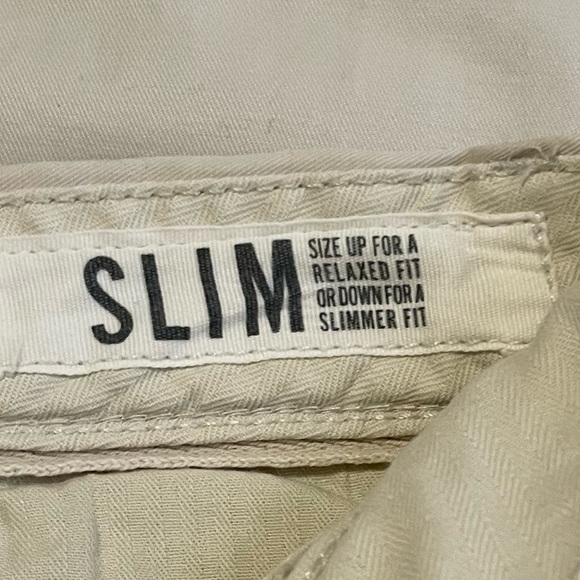 SLIM
SIZE UP FOR A
RELAXED FIT
OR DOWN FOR A
SLIMMER FIT